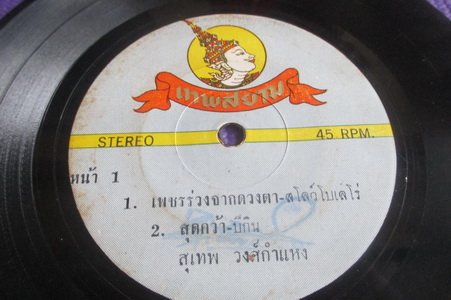 เทพสยาม
STEREO 45 RPM.
หน้า 1
1. เพชรร่วงจากดวงตา-สโลว์โบเลโร่
2. สุดคว้า-บีกิน
สุเทพ วงศ์กำแหง